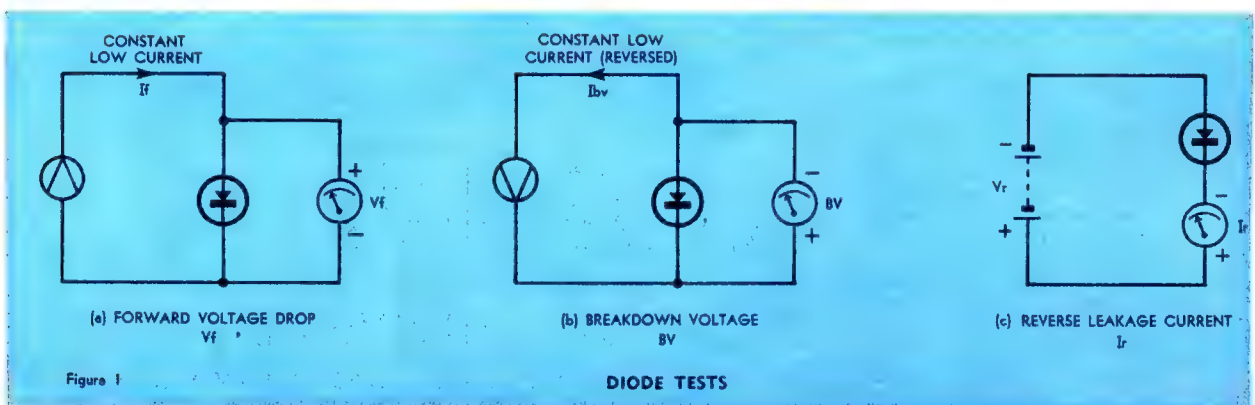 CONSTANT
LOW CURRENT
If
+
Vf
−
(a) FORWARD VOLTAGE DROP
Vf
CONSTANT LOW
CURRENT (REVERSED)
Ibv
−
BV
+
(b) BREAKDOWN VOLTAGE
BV
−
Vr
+
−
Ir
+
(c) REVERSE LEAKAGE CURRENT
Ir
Figure 1
DIODE TESTS